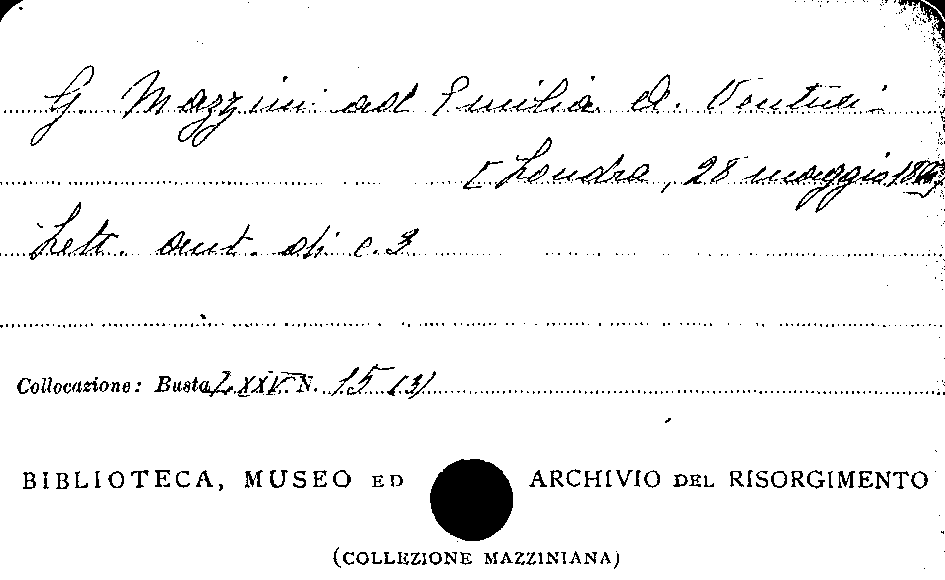 G. Mazzini ad Emilia A. Venturi
[Londra, 28 maggio
Lett. aut. di c. 3
Collocazione: Busta LXXV N. 15 (3)
BIBLIOTECA, MUSEO ED ARCHIVIO DEL RISORGIMENTO
(COLLEZIONE MAZZINIANA)